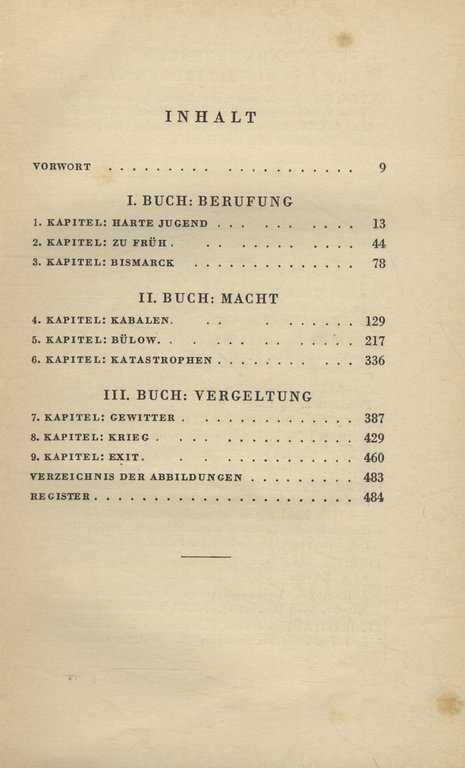 INHALT
VORWORT . . . . . . . . . . . . . . . . . . . . 9
I. BUCH: BERUFUNG
1. KAPITEL: HARTE JUGEND . . . . . . . . . . 13
2. KAPITEL: ZU FRÜH . . . . . . . . . . . . 44
3. KAPITEL: BISMARCK . . . . . . . . . . . . . 78
II. BUCH: MACHT
4. KAPITEL: KABALEN. . . . . . . . . . 129
5. KAPITEL: BÜLOW. . . . . . . . . . . . . 217
6. KAPITEL: KATASTROPHEN . . . . . . . . . . . 336
III. BUCH: VERGELTUNG
7. KAPITEL: GEWITTER . . . . . . . . . . . . . . 387
8. KAPITEL: KRIEG . . . . . . . . . . . . . . 429
9. KAPITEL: EXIT. . . . . . . . . . . . . . 460
VERZEICHNIS DER ABBILDUNGEN . . . . . . . . . 483
REGISTER . . . . . . . . . . . . . . . . . . . . . 484